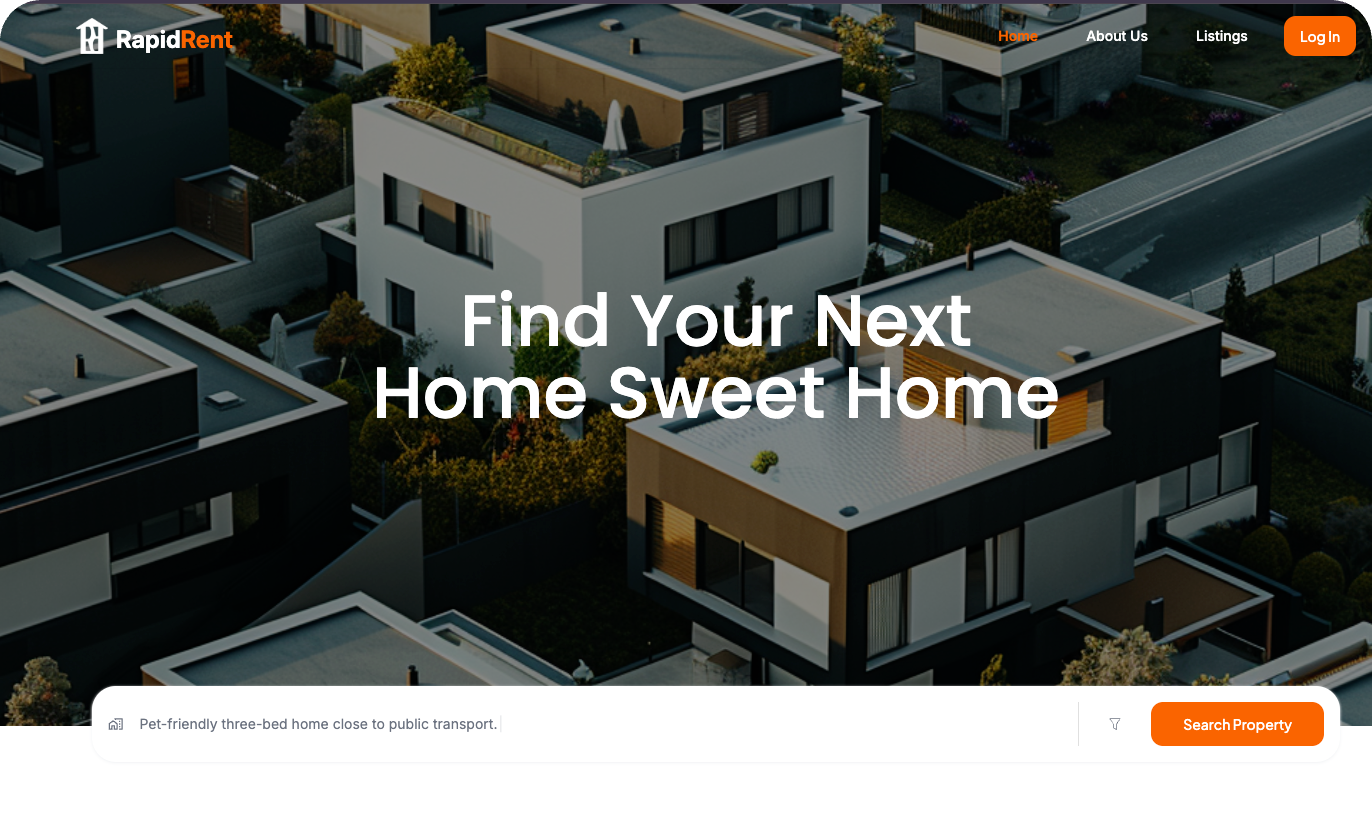 RapidRent
Home About Us Listings Log In
Find Your Next
Home Sweet Home
Pet-friendly three-bed home close to public transport.
Search Property